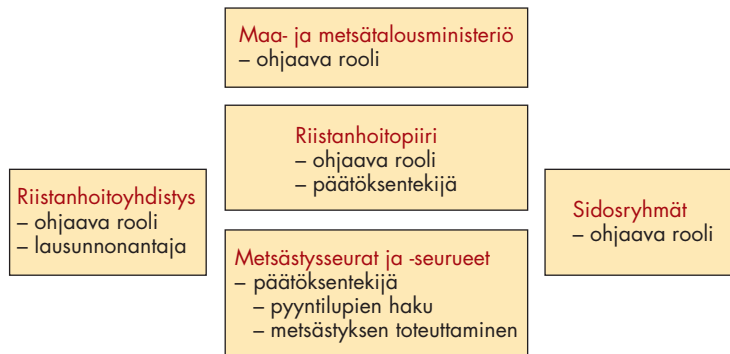 Maa- ja metsätalousministeriö
– ohjaava rooli
Riistanhoitopiiri
– ohjaava rooli
– päätöksentekijä
Riistanhoitoyhdistys
– ohjaava rooli
– lausunnonantaja
Sidosryhmät
– ohjaava rooli
Metsästysseurat ja -seurueet
– päätöksentekijä
– pyyntilupien haku
– metsästyksen toteuttaminen